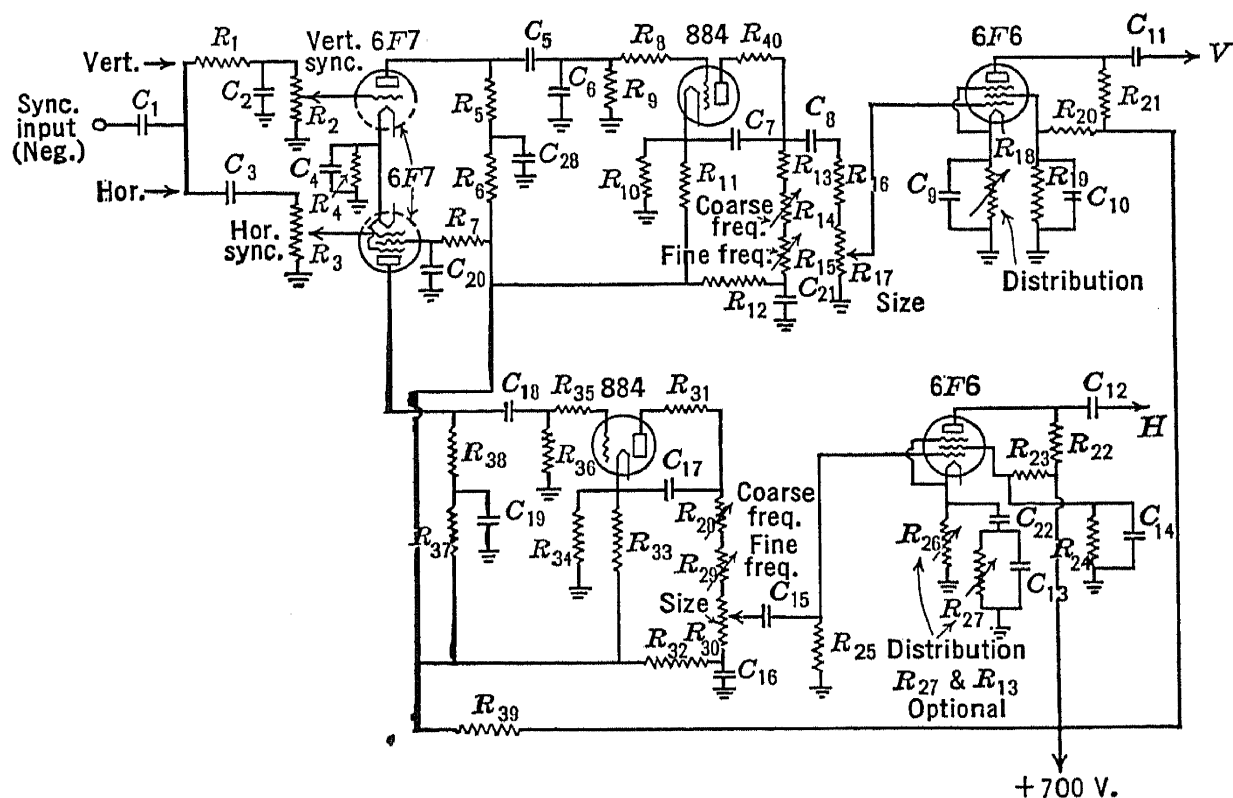 R1
Vert.
Vert. 6F7
sync.
C5
R8
884
R40
6F6
C11
V
Sync.
input
(Neg.)
C1
C2
R2
R5
C6
R9
C7
C8
R20
R21
Hor.
C3
C4
R4
6F7
R6
C28
R10
R11
R13
R16
R18
C9
R19
C10
Hor.
sync.
R3
R7
C20
Coarse
freq.
R14
Fine freq.
R15
R12
C21
R17
Size
Distribution
C18
R35
884
R31
6F6
C12
H
R38
R36
C17
R23
R22
R37
C19
R34
R33
R28
Coarse
freq.
R29
Fine
freq.
R26
C22
R24
C14
C13
R27
Size
R30
C15
R32
C16
R25
Distribution
R27 & R13
Optional
R39
+700 V.